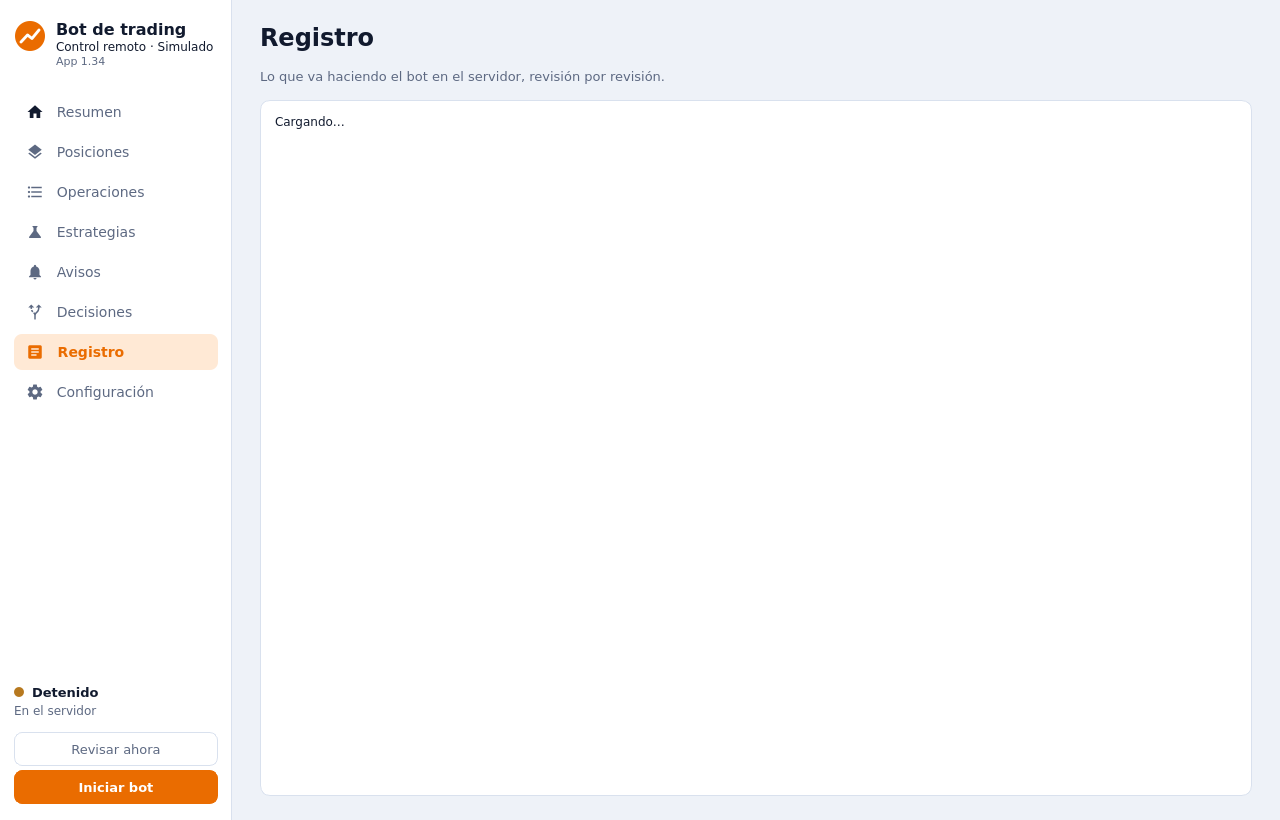 Bot de trading
Control remoto · Simulado
App 1.34
Resumen
Posiciones
Operaciones
Estrategias
Avisos
Decisiones
Registro
Configuración
Detenido
En el servidor
Revisar ahora
Iniciar bot
Registro
Lo que va haciendo el bot en el servidor, revisión por revisión.
Cargando...